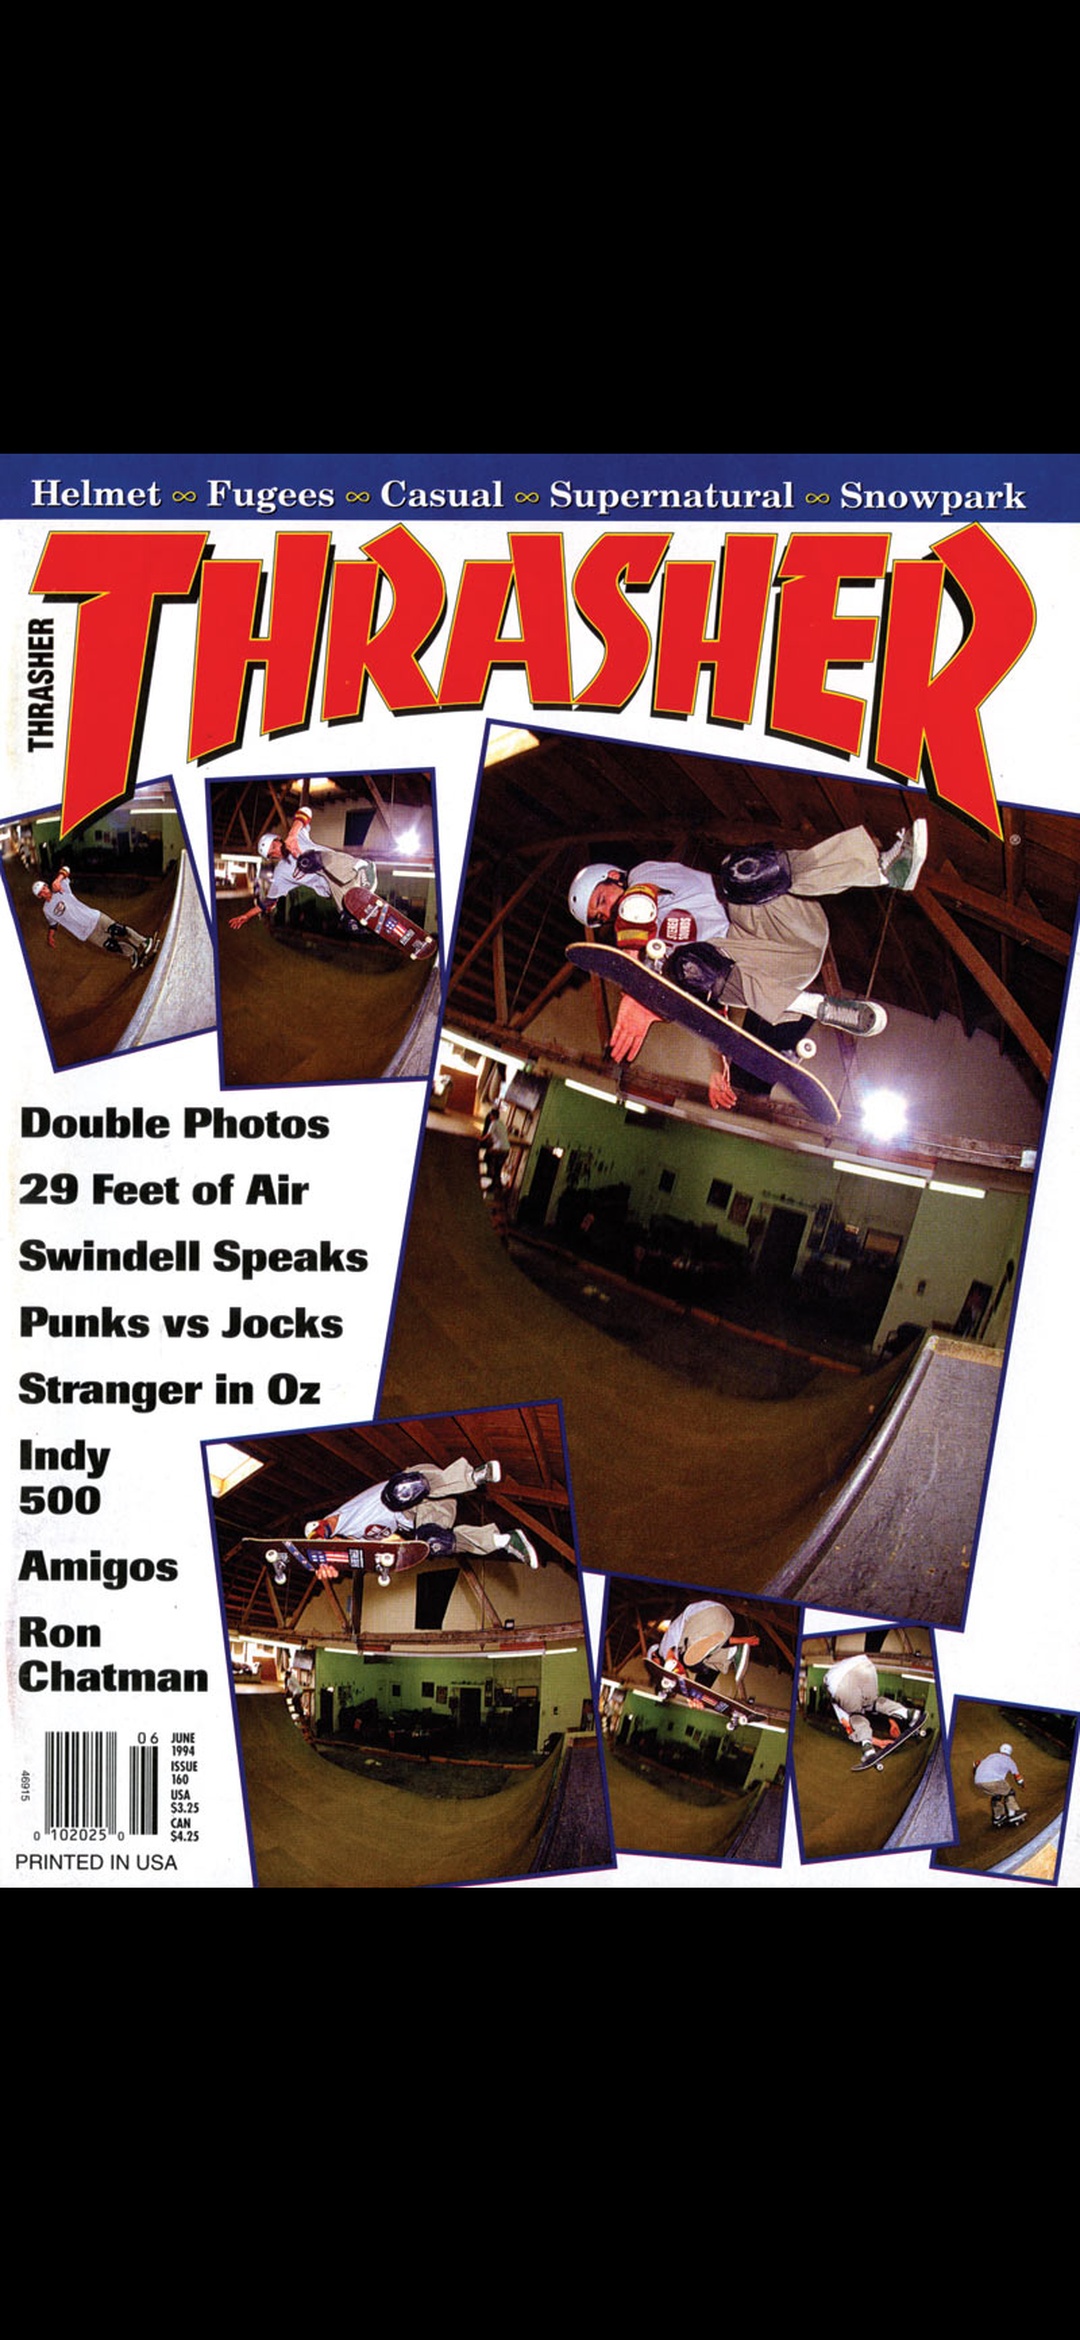 Helmet ∞ Fugees ∞ Casual ∞ Supernatural ∞ Snowpark
THRASHER
THRASHER
®
Double Photos
29 Feet of Air
Swindell Speaks
Punks vs Jocks
Stranger in Oz
Indy
500
Amigos
Ron
Chatman
06
JUNE
1994
ISSUE
160
USA
$3.25
CAN
$4.25
46915
0 102025 0
PRINTED IN USA